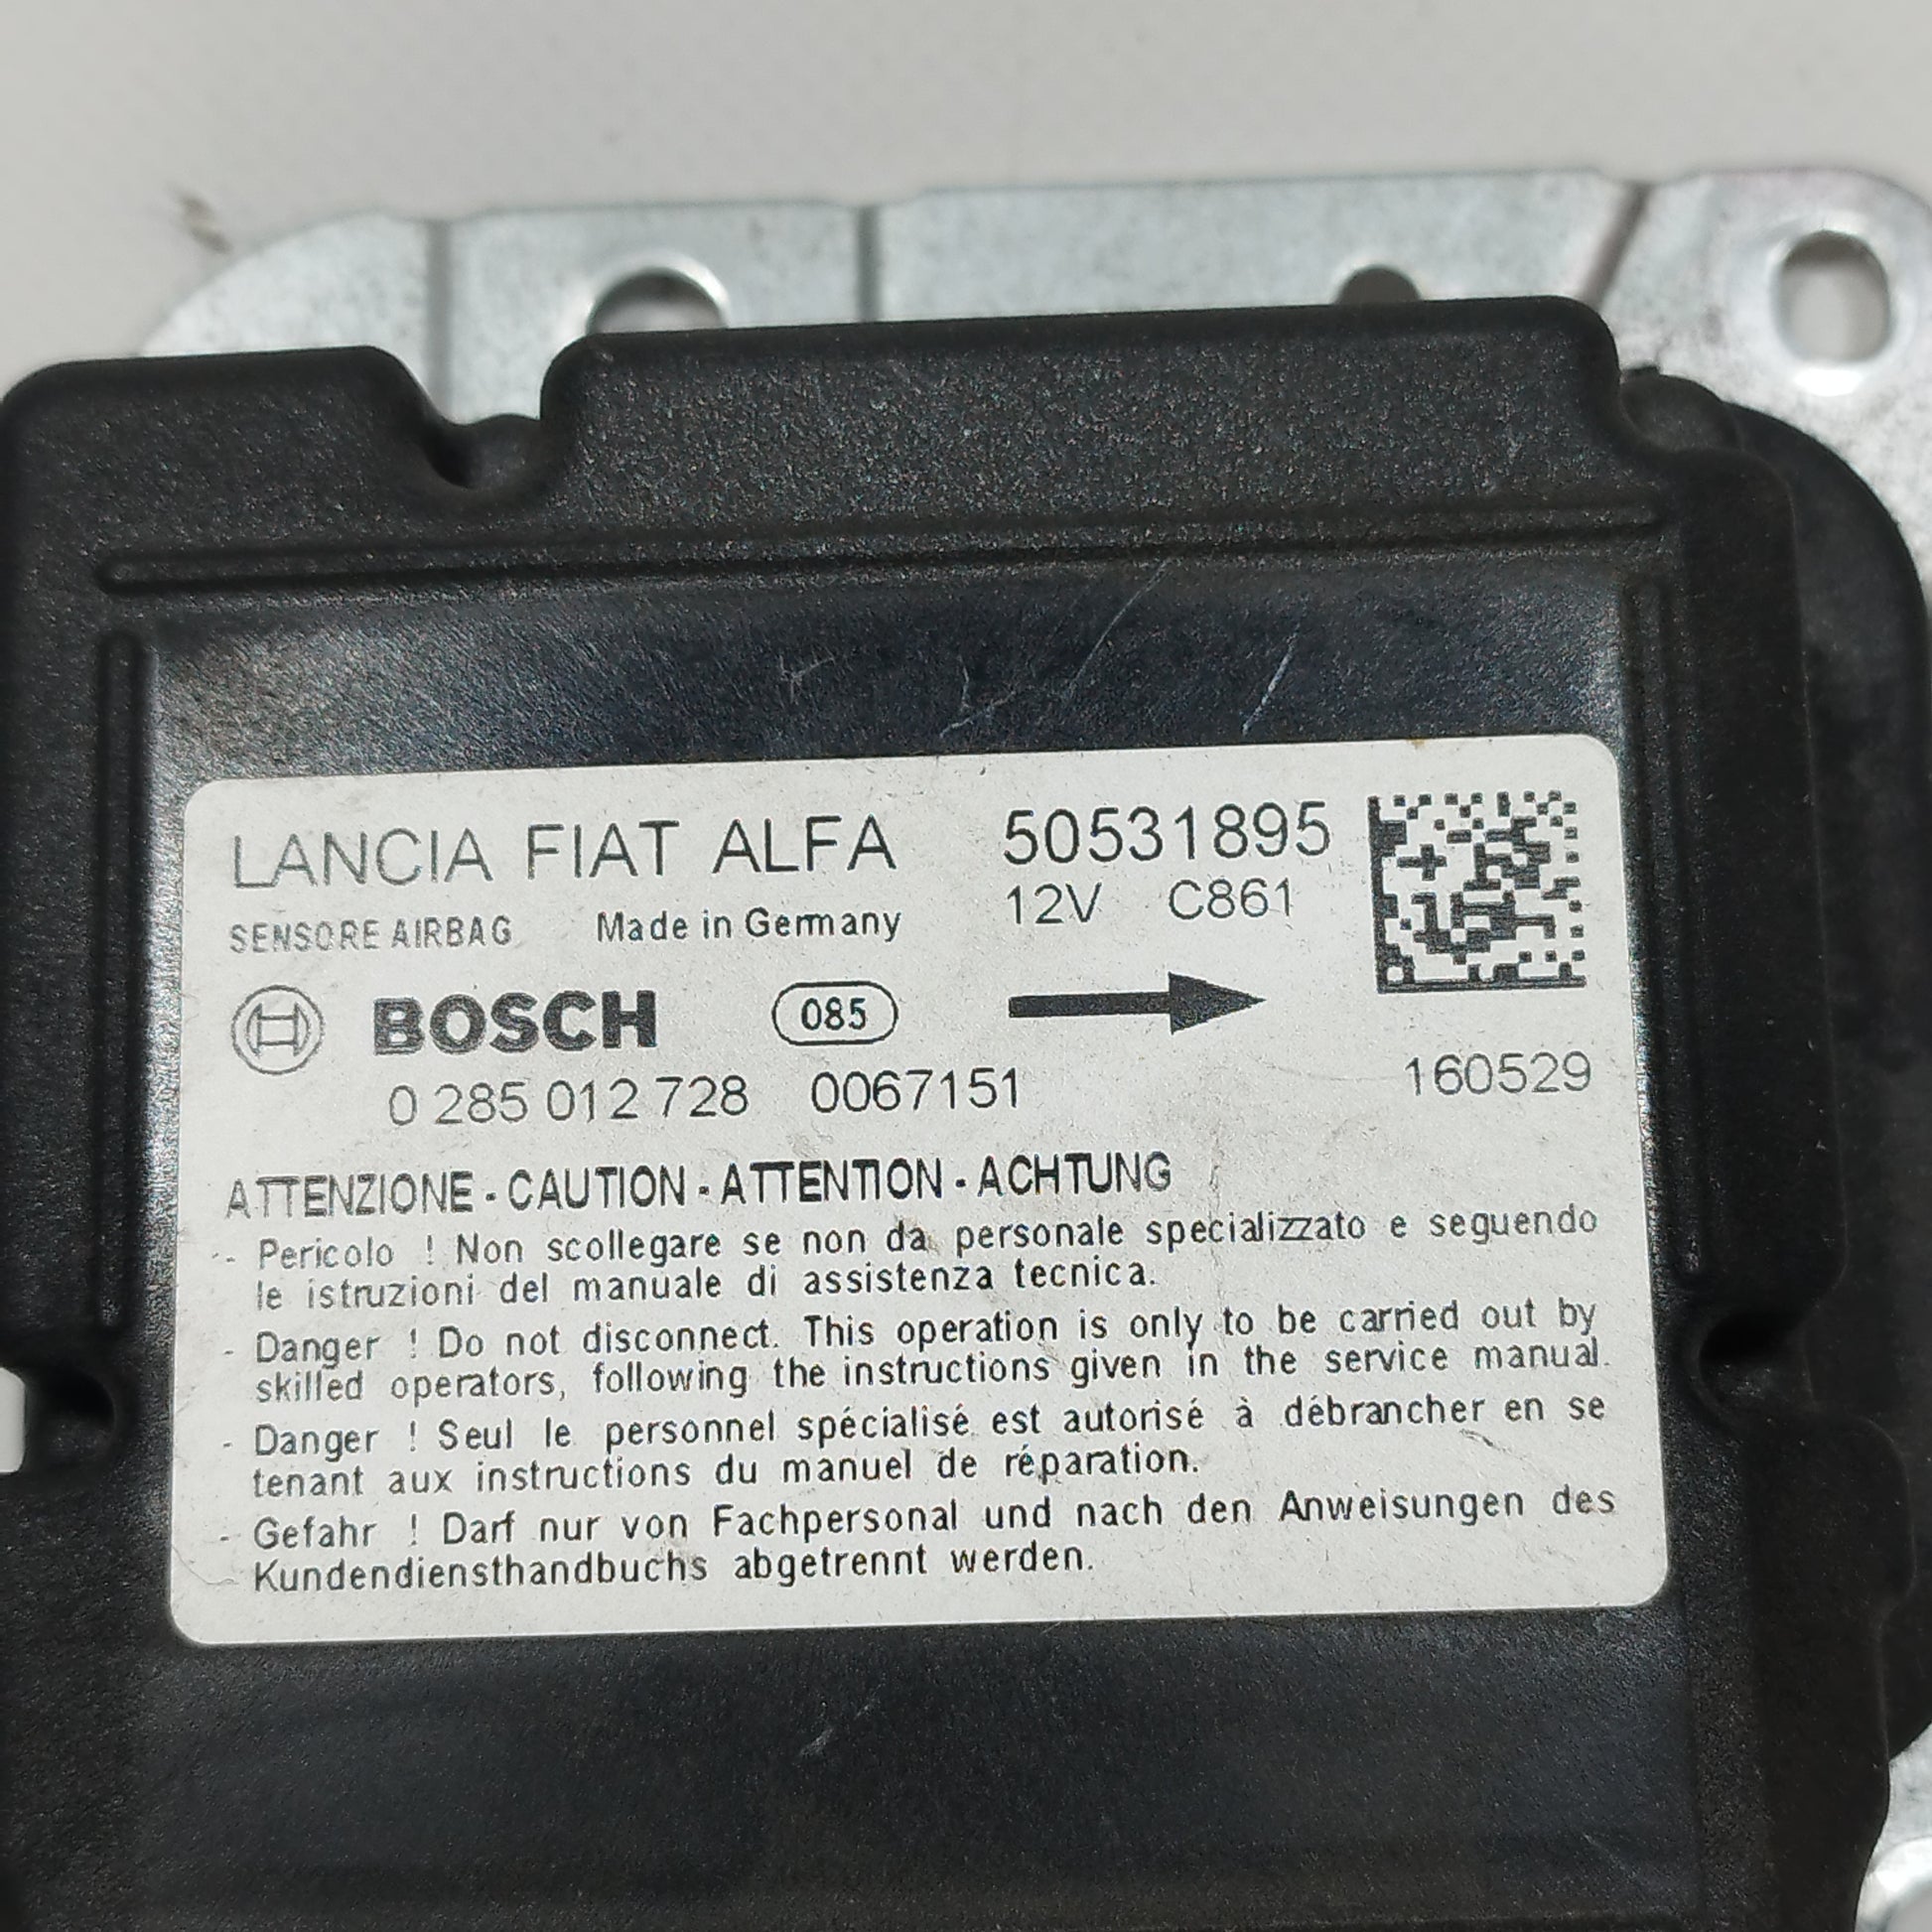 LANCIA FIAT ALFA 50531895
SENSORE AIRBAG Made in Germany 12V C861
BOSCH 085
0 285 012 728 0067151 160529
ATTENZIONE - CAUTION - ATTENTION - ACHTUNG
- Pericolo ! Non scollegare se non da personale specializzato e seguendo
le istruzioni del manuale di assistenza tecnica.
- Danger ! Do not disconnect. This operation is only to be carried out by
skilled operators, following the instructions given in the service manual.
- Danger ! Seul le personnel spécialisé est autorisé à débrancher en se
tenant aux instructions du manuel de réparation.
- Gefahr ! Darf nur von Fachpersonal und nach den Anweisungen des
Kundendiensthandbuchs abgetrennt werden.